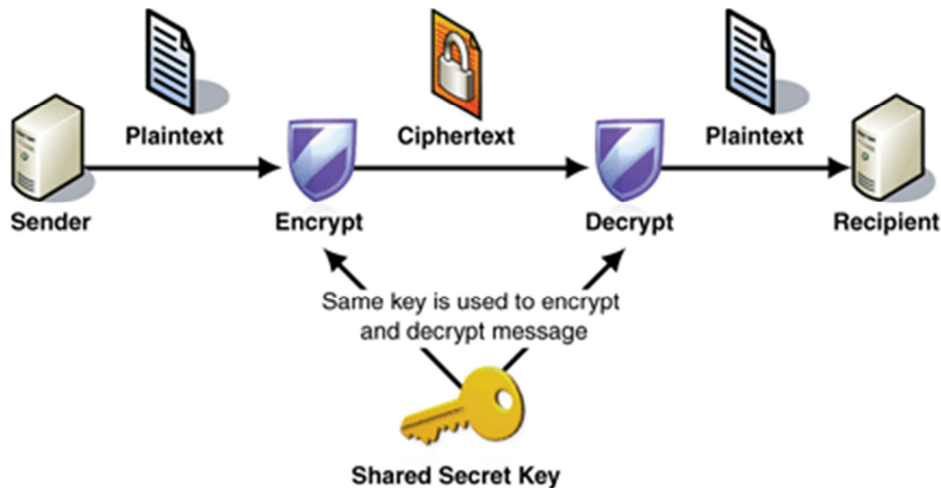 Plaintext
Ciphertext
Plaintext
Sender
Encrypt
Decrypt
Recipient
Same key is used to encrypt
and decrypt message
Shared Secret Key